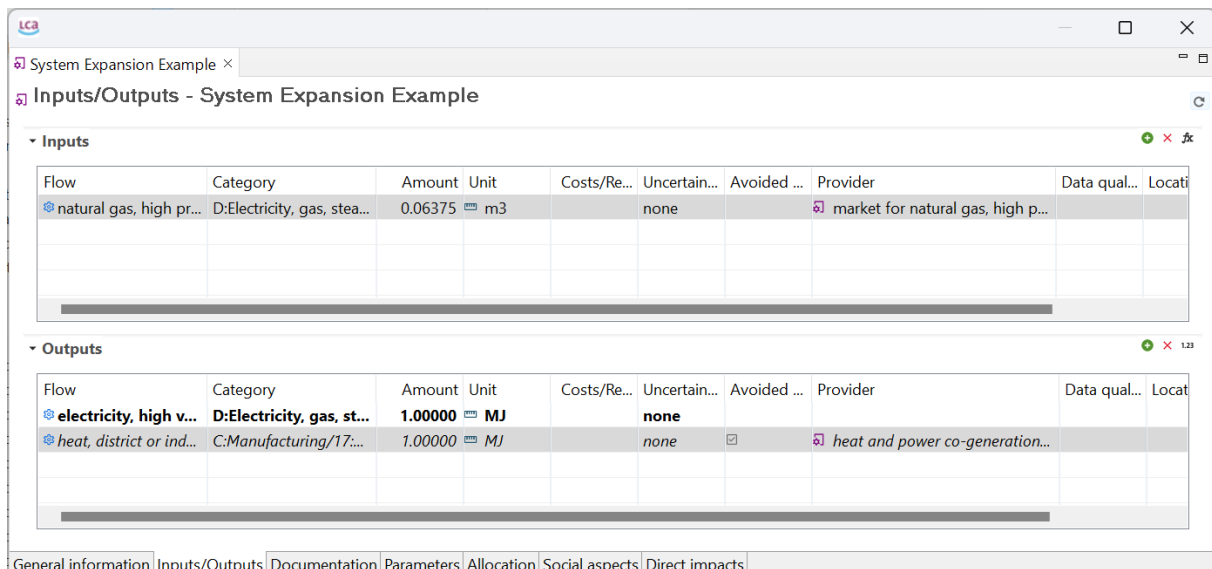 LCA
System Expansion Example ×
Inputs/Outputs - System Expansion Example
Inputs
fx
Flow Category Amount Unit Costs/Re... Uncertain... Avoided ... Provider Data qual... Locati
natural gas, high pr... D:Electricity, gas, stea... 0.06375 m3 none market for natural gas, high p...
Outputs
1.23
Flow Category Amount Unit Costs/Re... Uncertain... Avoided ... Provider Data qual... Locat
electricity, high v... D:Electricity, gas, st... 1.00000 MJ none
heat, district or ind... C:Manufacturing/17:... 1.00000 MJ none heat and power co-generation...
General information Inputs/Outputs Documentation Parameters Allocation Social aspects Direct impacts